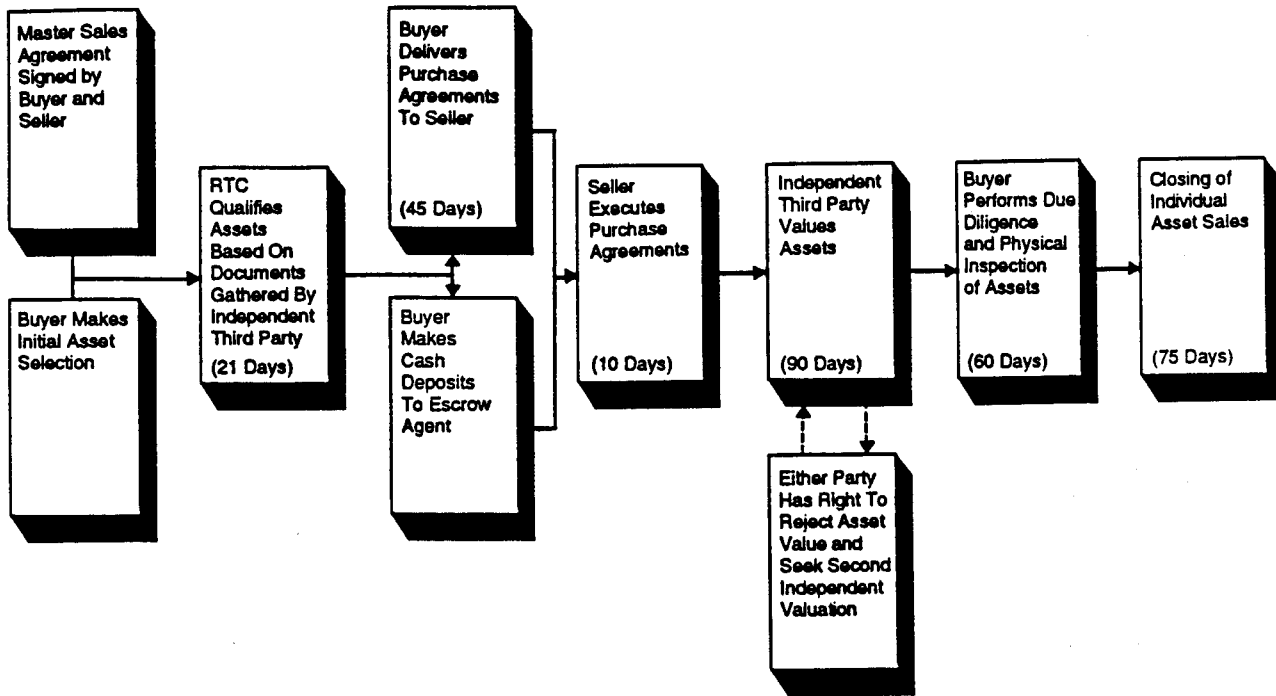 Master Sales
Agreement
Signed by
Buyer and
Seller
Buyer Makes
Initial Asset
Selection
RTC
Qualifies
Assets
Based On
Documents
Gathered By
Independent
Third Party
(21 Days)
Buyer
Delivers
Purchase
Agreements
To Seller
(45 Days)
Buyer
Makes
Cash
Deposits
To Escrow
Agent
Seller
Executes
Purchase
Agreements
(10 Days)
Independent
Third Party
Values
Assets
(90 Days)
Either Party
Has Right To
Reject Asset
Value and
Seek Second
Independent
Valuation
Buyer
Performs Due
Diligence
and Physical
Inspection
of Assets
(60 Days)
Closing of
Individual
Asset Sales
(75 Days)